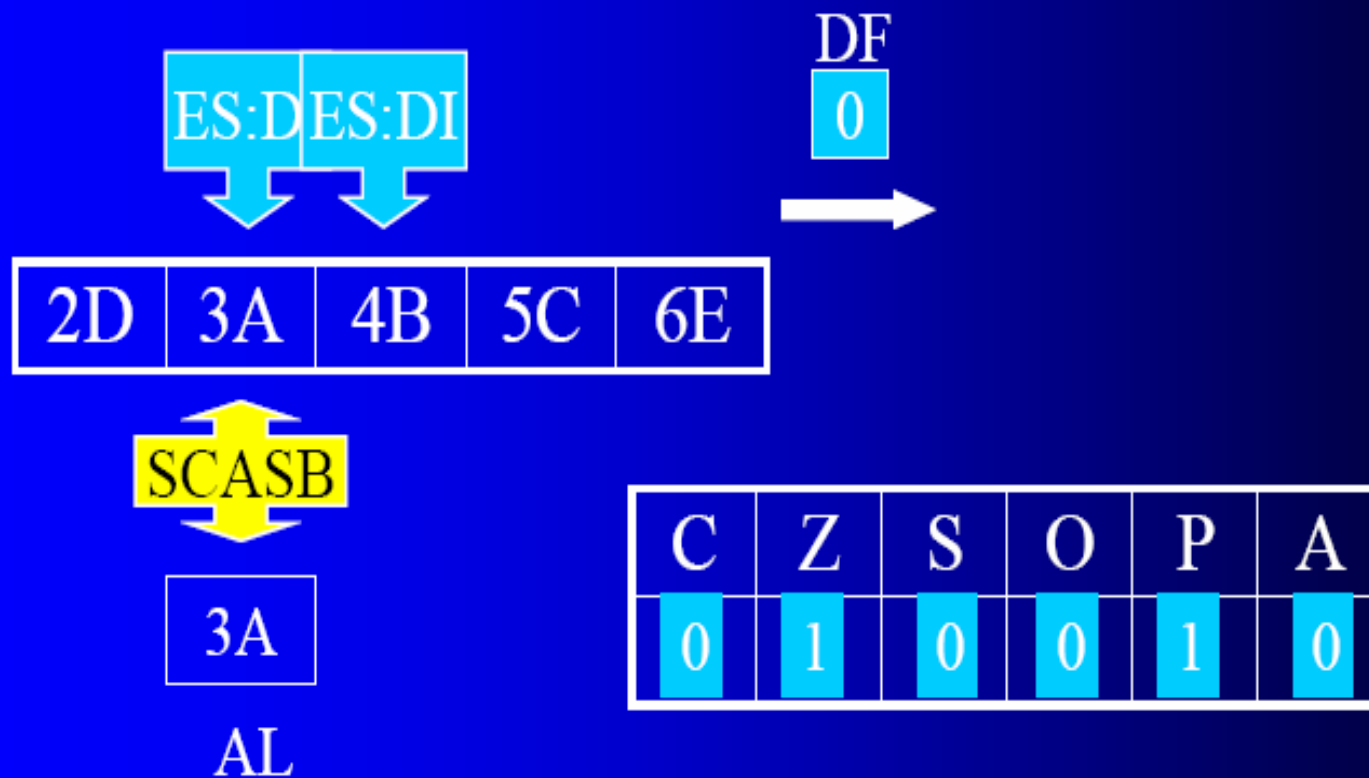 DF
ES:D ES:DI
0
2D 3A 4B 5C 6E
SCASB
C Z S O P A
3A
0 1 0 0 1 0
AL